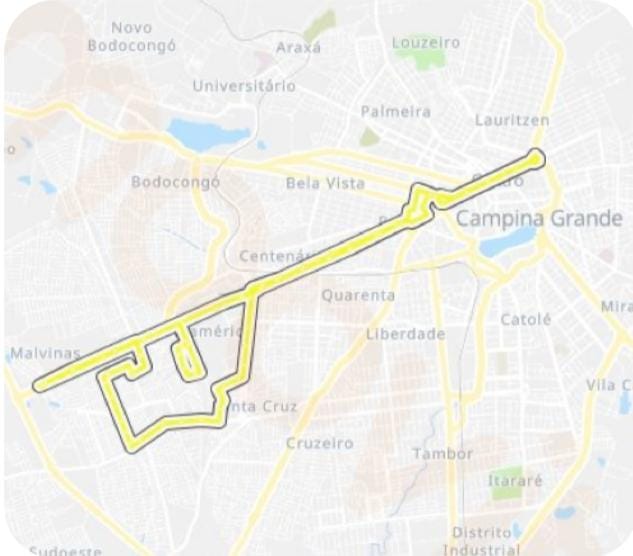 Novo
Bodocongó
Araxá
Louzeiro
Universitário
Palmeira
Lauritzen
Bodocongó
Bela Vista
Campina Grande
Centenár
Quarenta
Catolé
Mira
Liberdade
Malvinas
améric
Vila C
nta Cruz
Cruzeiro
Tambor
Itararé
Distrito
Industrial
Sudoeste